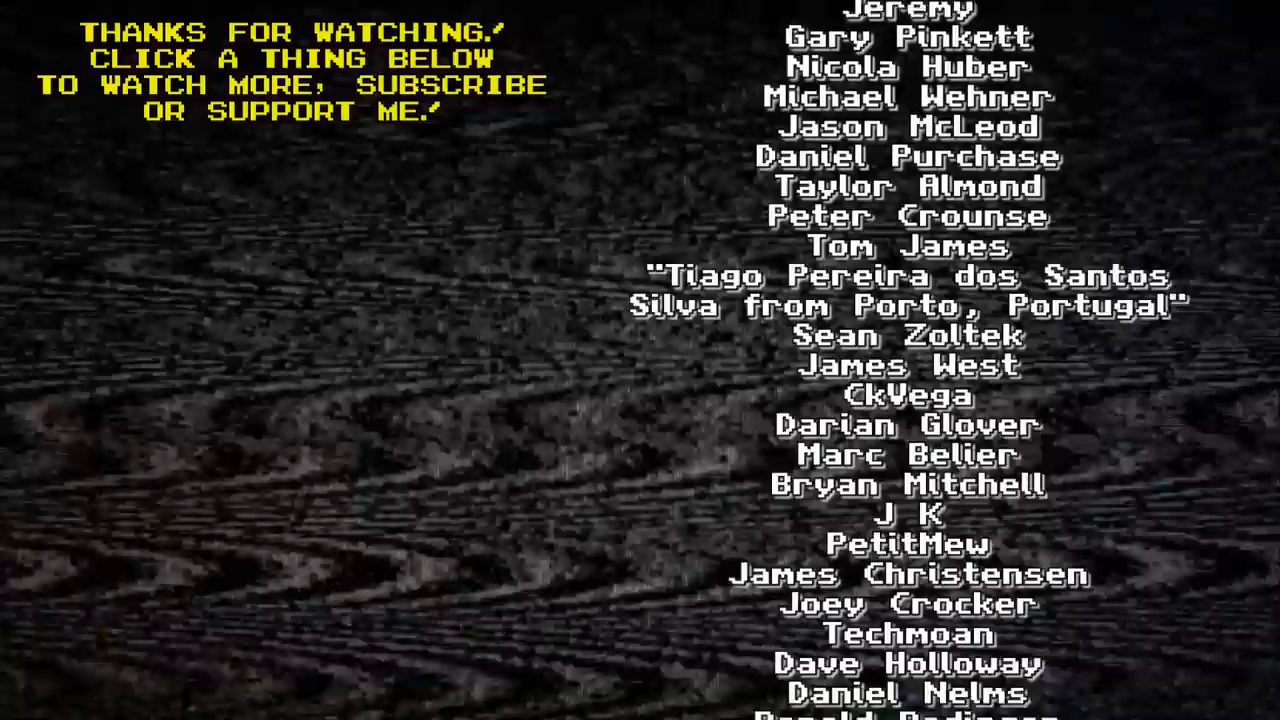 THANKS FOR WATCHING!
CLICK A THING BELOW
TO WATCH MORE, SUBSCRIBE
OR SUPPORT ME!
Jeremy
Gary Pinkett
Nicola Huber
Michael Wehner
Jason McLeod
Daniel Purchase
Taylor Almond
Peter Crounse
Tom James
"Tiago Pereira dos Santos
Silva from Porto, Portugal"
Sean Zoltek
James West
CkVega
Darian Glover
Marc Belier
Bryan Mitchell
J K
PetitMew
James Christensen
Joey Crocker
Techmoan
Dave Holloway
Daniel Nelms